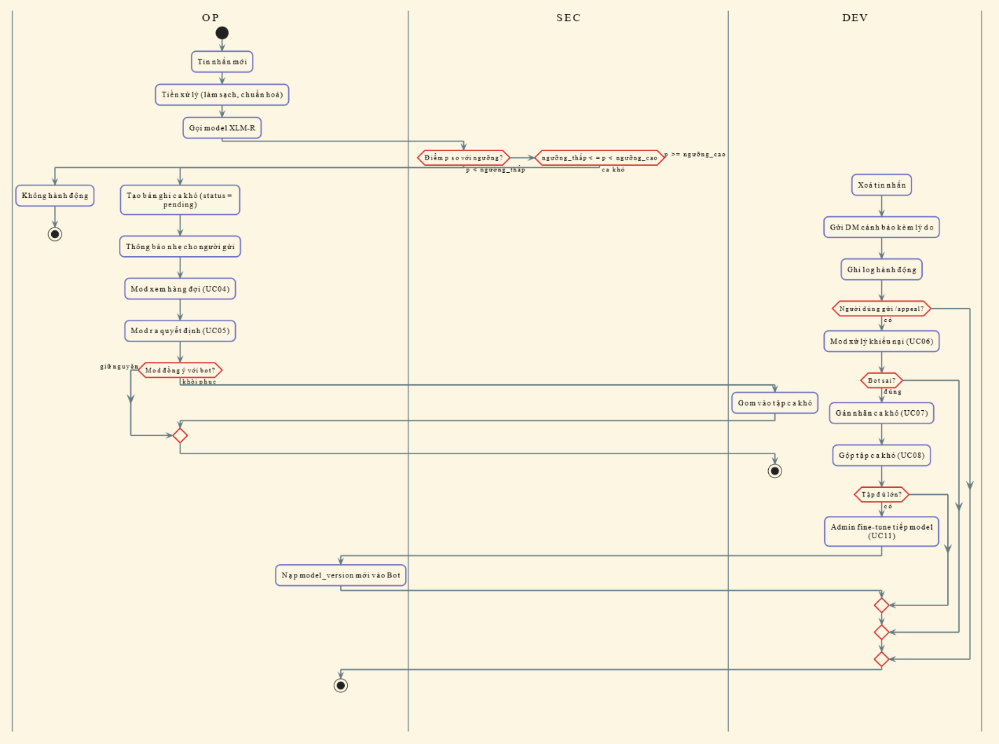 OP
SEC
DEV
Tin nhắn mới
Tiền xử lý (làm sạch, chuẩn hoá)
Gọi model XLM-R
Điểm p so với ngưỡng?
ngưỡng_thấp <= p < ngưỡng_cao
p >= ngưỡng_cao
p < ngưỡng_thấp
ca khó
Không hành động
Tạo bản ghi ca khó (status =
pending)
Thông báo nhẹ cho người gửi
Mod xem hàng đợi (UC04)
Mod ra quyết định (UC05)
Mod đồng ý với bot?
giữ nguyên
khôi phục
Gom vào tập ca khó
Xoá tin nhắn
Gửi DM cảnh báo kèm lý do
Ghi log hành động
Người dùng gửi /appeal?
có
Mod xử lý khiếu nại (UC06)
Bot sai?
đúng
Gán nhãn ca khó (UC07)
Gộp tập ca khó (UC08)
Tập đủ lớn?
có
Admin fine-tune tiếp model
(UC11)
Nạp model_version mới vào Bot